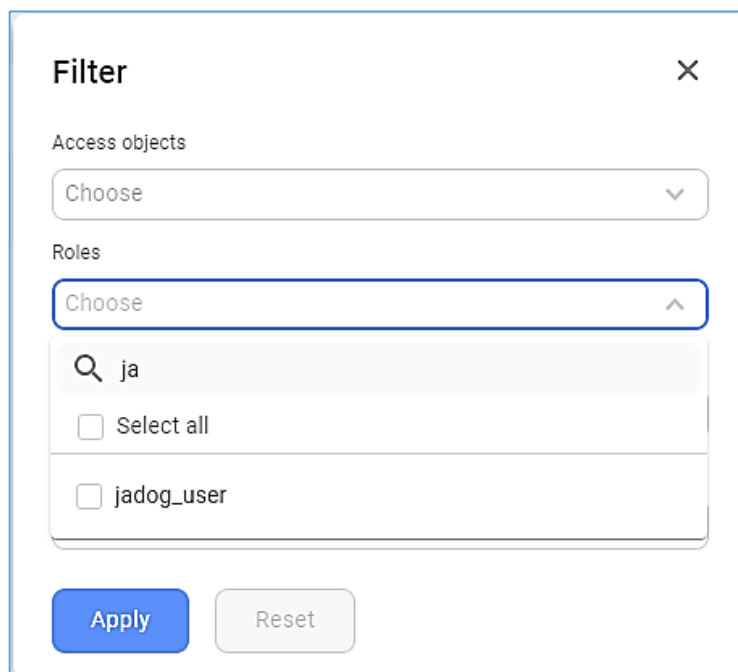 Filter
Access objects
Choose
Roles
Choose
ja
Select all
jadog_user
Apply
Reset